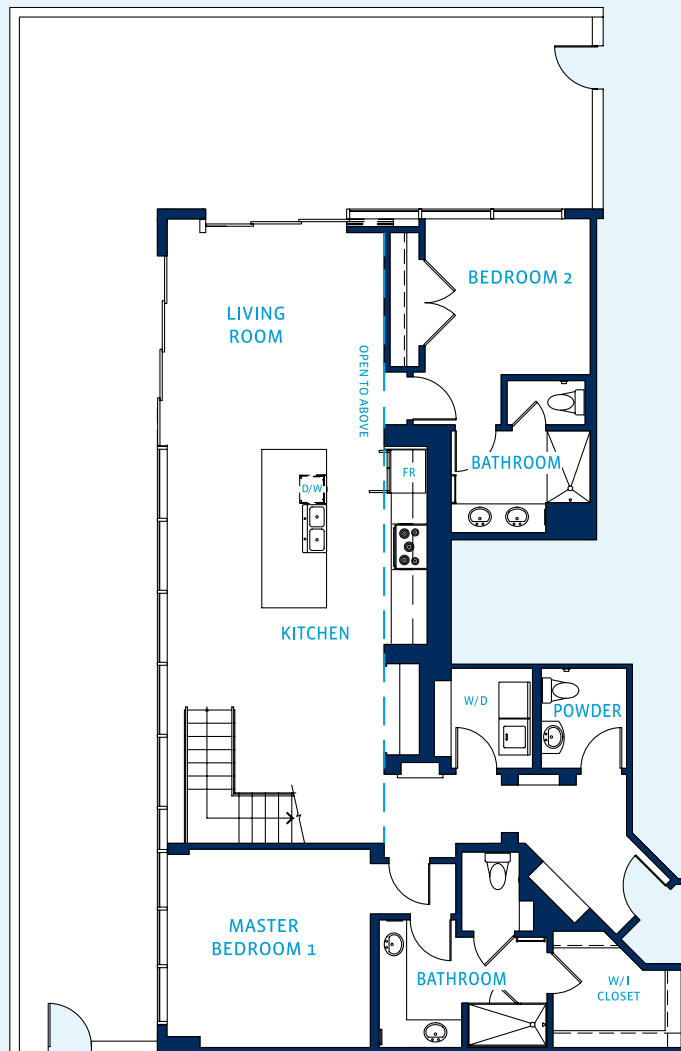 BEDROOM 2
LIVING
ROOM
OPEN TO ABOVE
BATHROOM
FR
D/W
KITCHEN
W/D
POWDER
MASTER
BEDROOM 1
BATHROOM
W/I
CLOSET